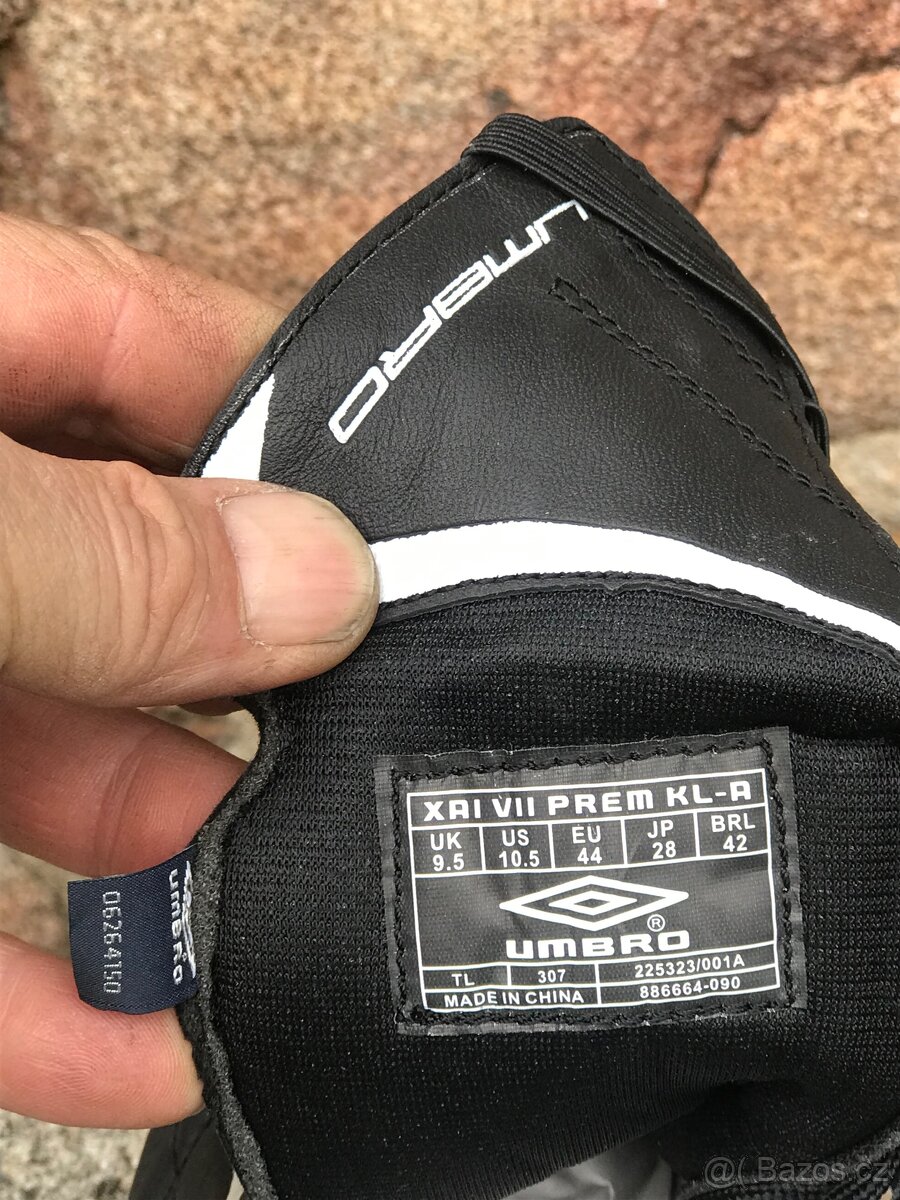 UMBRO
XAI VII PREM KL-A
UK US EU JP BRL
9.5 10.5 44 28 42
UMBRO®
TL 307 225323/001A
MADE IN CHINA 886664-090
UMBRO
06264150
@( Bazos.cz